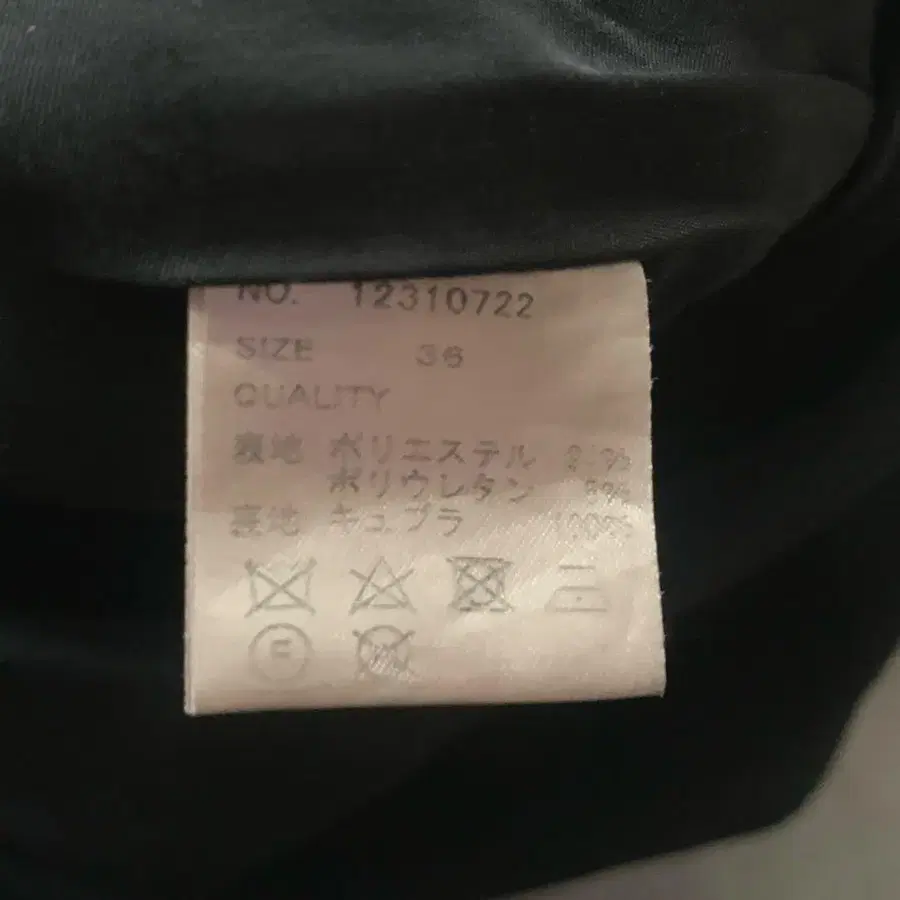 NO. 12310722
SIZE 36
QUALITY
表地 ポリエステル
ポリウレタン
裏地 キュプラ 100%